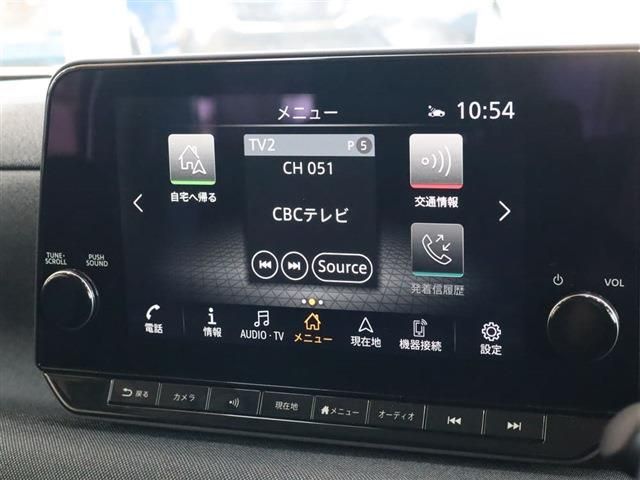 メニュー
10:54
TV2 P 5
CH 051
CBCテレビ
Source
自宅へ帰る
交通情報
発着信履歴
TUNE・SCROLL
PUSH SOUND
VOL
電話
情報
AUDIO・TV
メニュー
現在地
機器接続
設定
戻る
カメラ
現在地
メニュー
オーディオ